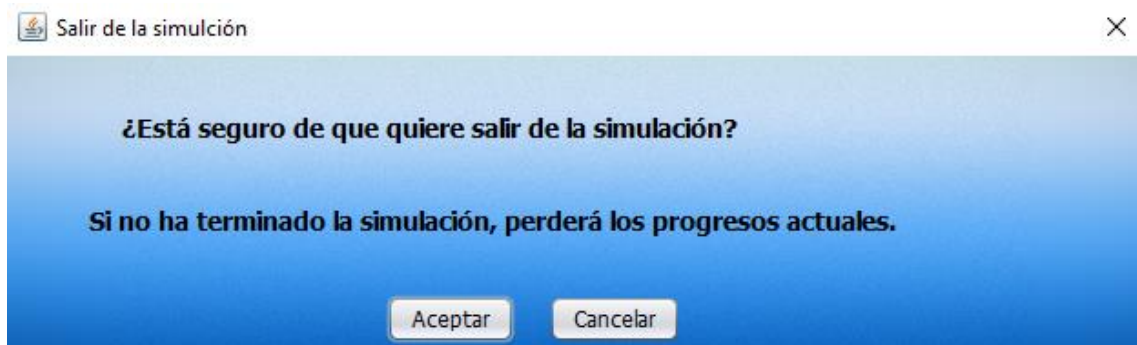 Salir de la simulción
¿Está seguro de que quiere salir de la simulación?
Si no ha terminado la simulación, perderá los progresos actuales.
Aceptar Cancelar